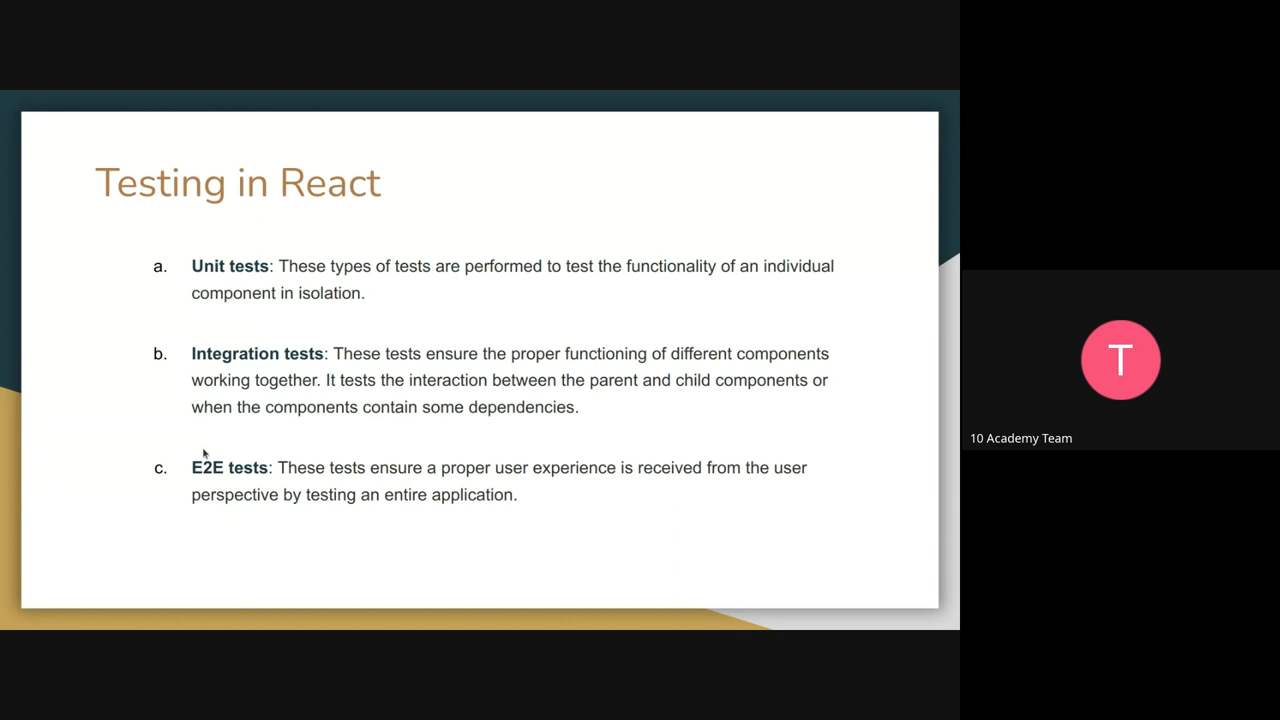 Testing in React
a. Unit tests: These types of tests are performed to test the functionality of an individual
component in isolation.
b. Integration tests: These tests ensure the proper functioning of different components
working together. It tests the interaction between the parent and child components or
when the components contain some dependencies.
c. E2E tests: These tests ensure a proper user experience is received from the user
perspective by testing an entire application.
T
10 Academy Team